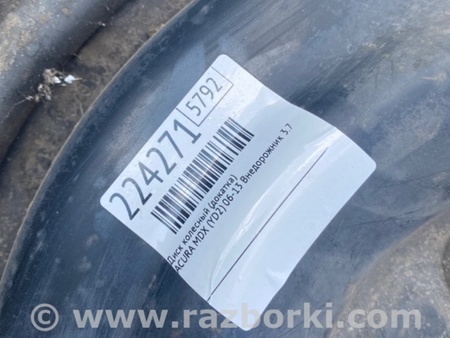 224271
5792
Диск колесный (докатка)
ACURA MDX (YD2) 06-13 Внедорожник 3.7
www.razborki.com